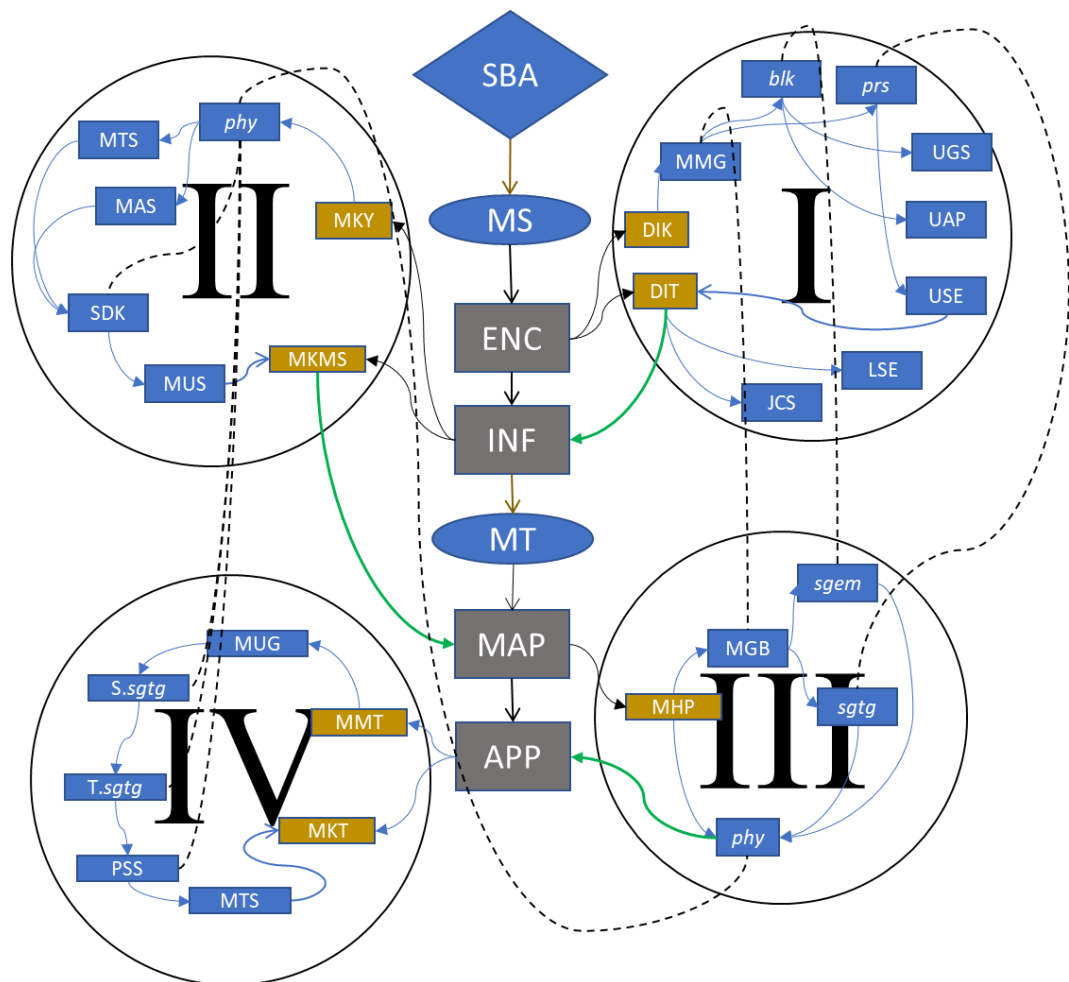 SBA
MS
ENC
INF
MT
MAP
APP
I
blk
prs
MMG
UGS
UAP
DIK
DIT
USE
LSE
JCS
II
phy
MTS
MAS
MKY
SDK
MUS
MKMS
III
sgem
MGB
sgtg
MHP
phy
IV
MUG
S.sgtg
MMT
T.sgtg
MKT
PSS
MTS